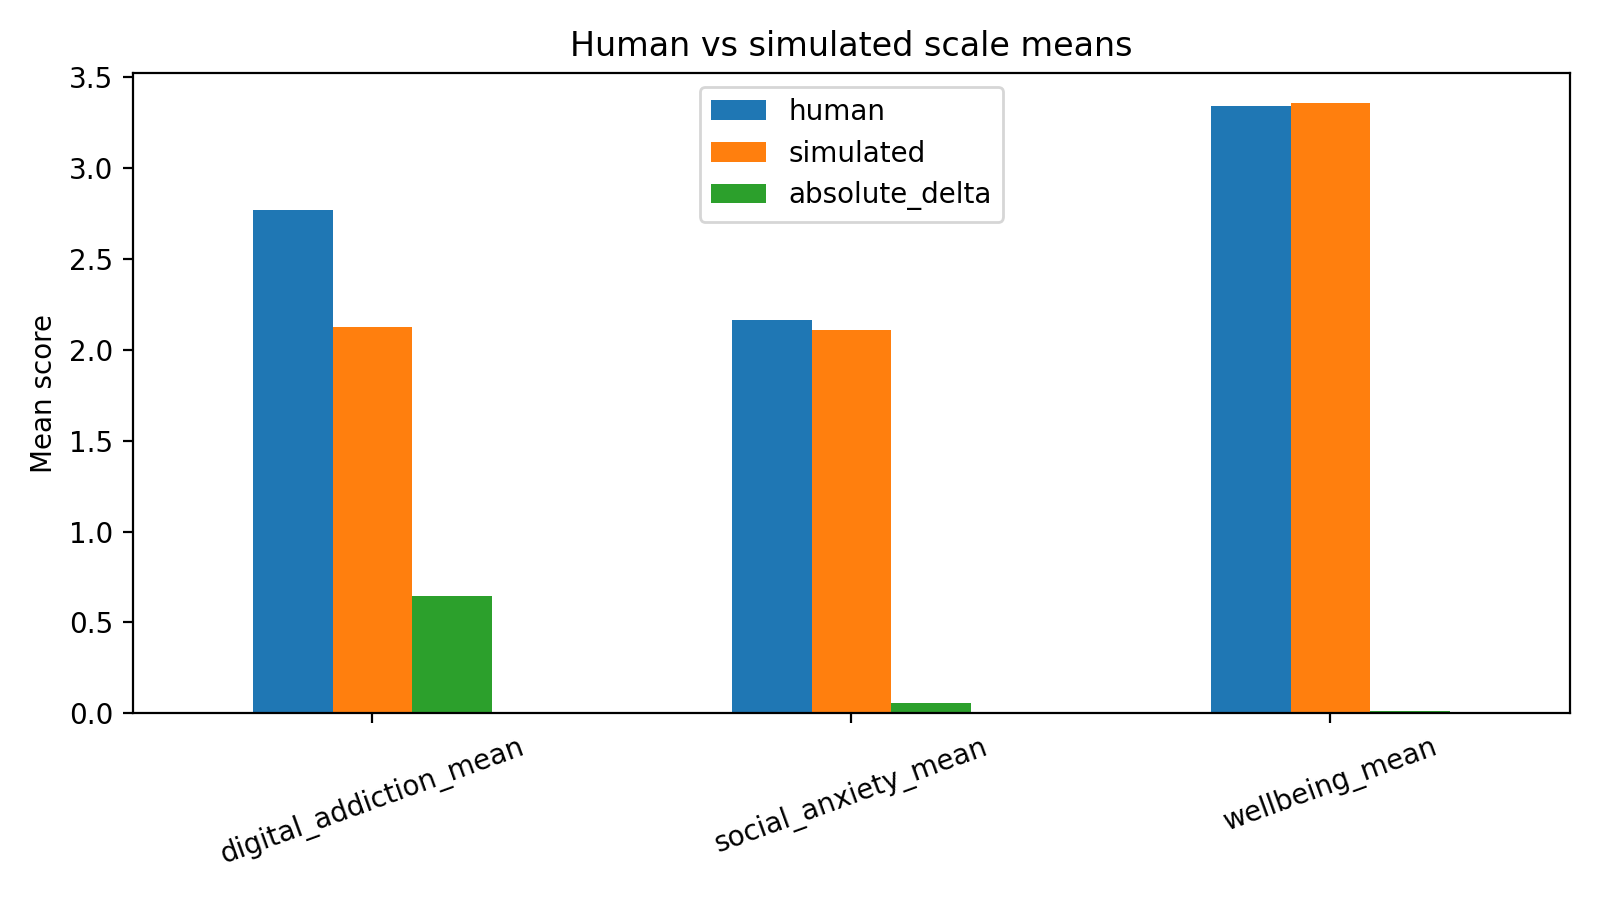 Human vs simulated scale means
human
simulated
absolute_delta
Mean score
3.5
3.0
2.5
2.0
1.5
1.0
0.5
0.0
digital_addiction_mean
social_anxiety_mean
wellbeing_mean